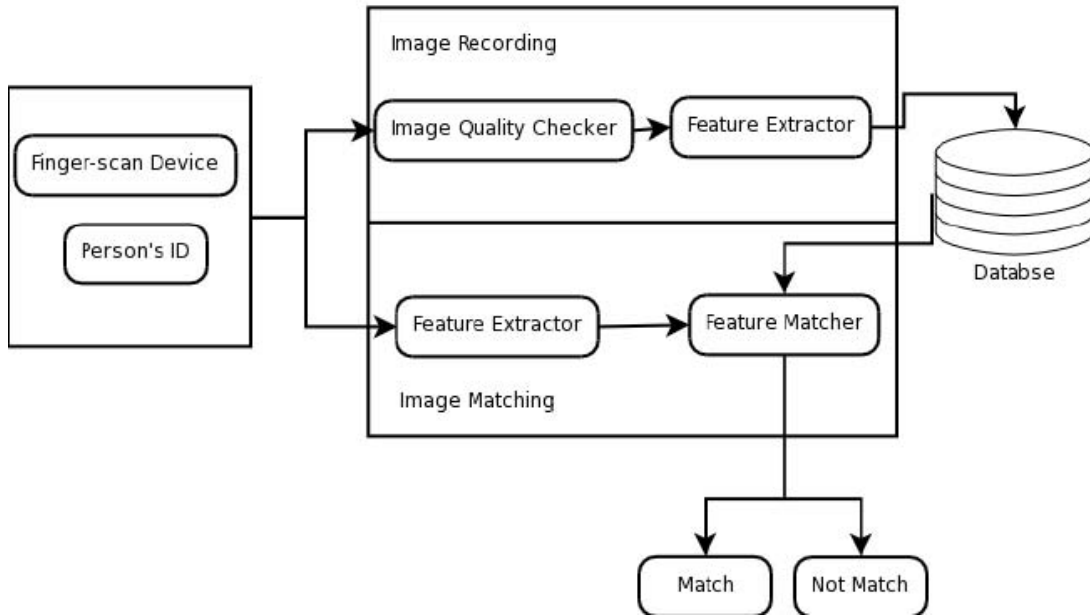 Image Recording
Finger-scan Device
Person's ID
Image Quality Checker
Feature Extractor
Databse
Feature Extractor
Feature Matcher
Image Matching
Match
Not Match